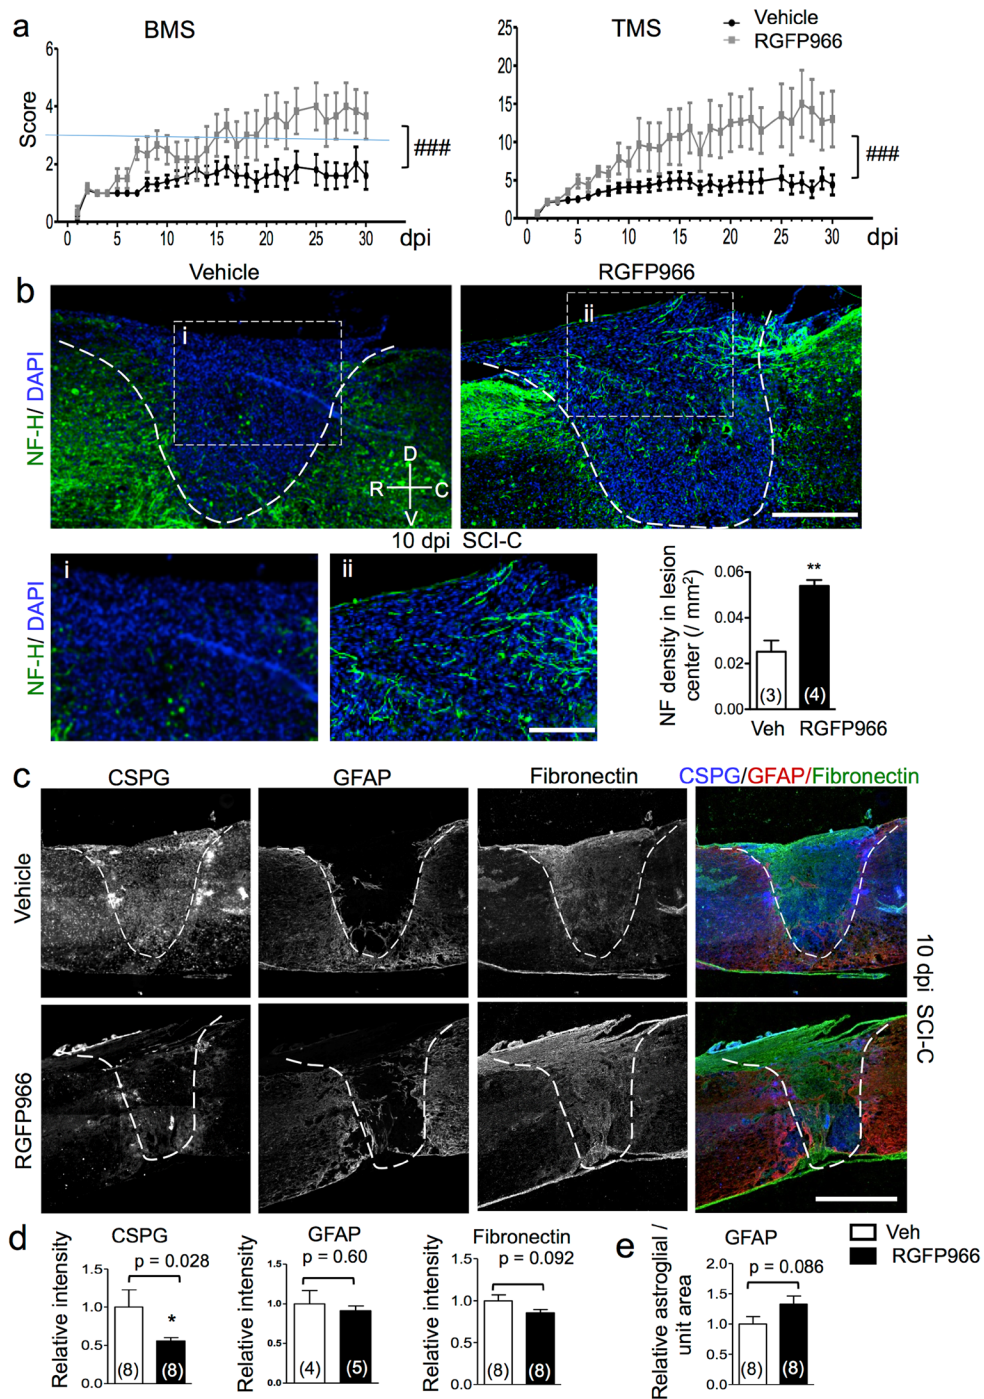 a
BMS
TMS
Vehicle
RGFP966
Score
6
4
2
0
0 5 10 15 20 25 30 dpi
###
25
20
15
10
5
0
0 5 10 15 20 25 30 dpi
###
b
Vehicle
RGFP966
NF-H/ DAPI
i
ii
D
R C
V
10 dpi SCI-C
NF-H/ DAPI
i
ii
NF density in lesion
center (/ mm2)
0.06
0.04
0.02
0.00
**
(3)
(4)
Veh RGFP966
c
CSPG
GFAP
Fibronectin
CSPG/GFAP/Fibronectin
Vehicle
RGFP966
10 dpi SCI-C
d
CSPG
Relative intensity
1.5
1.0
0.5
0.0
p = 0.028
*
(8)
(8)
GFAP
Relative intensity
1.5
1.0
0.5
0.0
p = 0.60
(4)
(5)
Fibronectin
Relative intensity
1.5
1.0
0.5
0.0
p = 0.092
(8)
(8)
e
GFAP
Veh
RGFP966
Relative astroglial /
unit area
2.0
1.5
1.0
0.5
0.0
p = 0.086
(8)
(8)